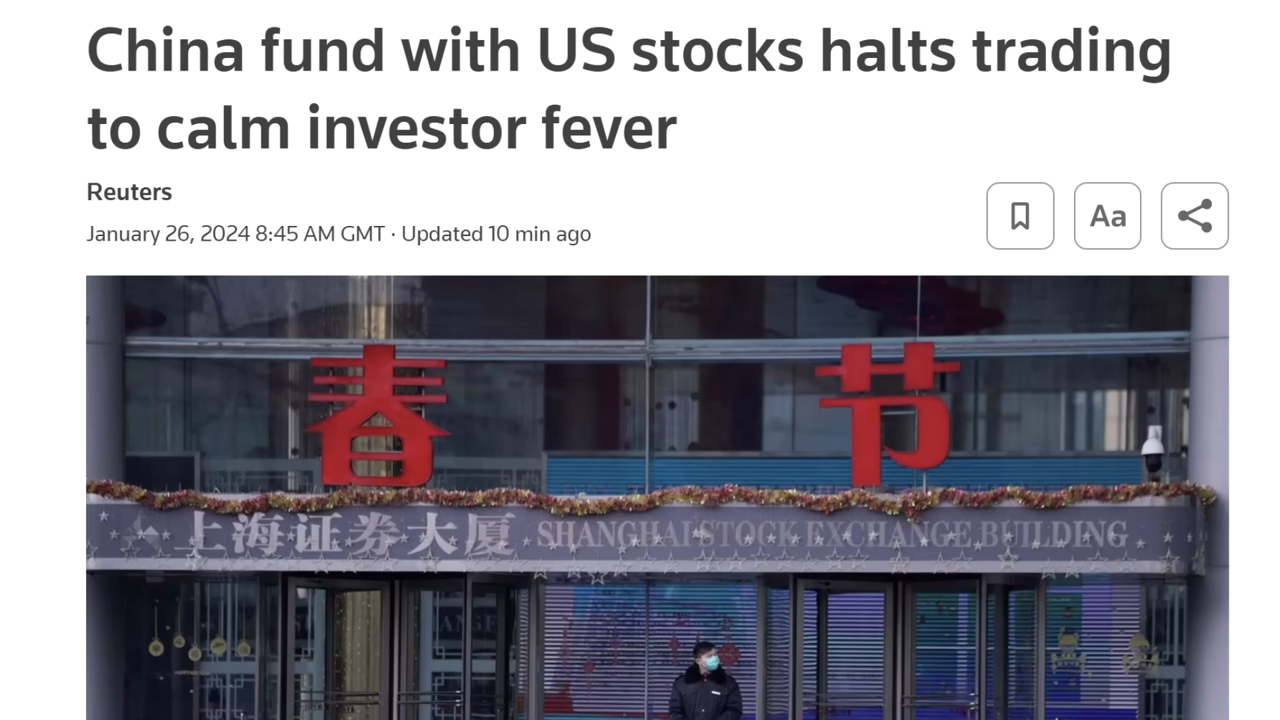 China fund with US stocks halts trading
to calm investor fever
Reuters
January 26, 2024 8:45 AM GMT · Updated 10 min ago
Aa
春 节
上海证券大厦 SHANGHAI STOCK EXCHANGE BUILDING